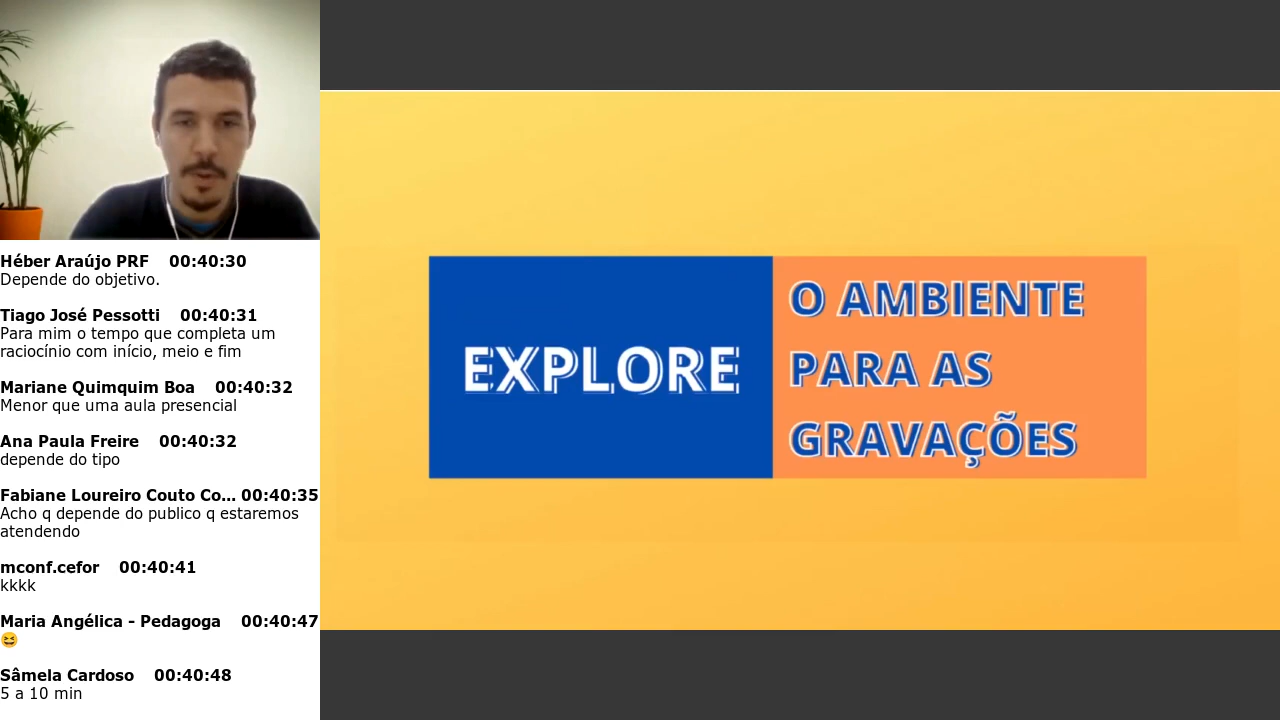 Héber Araújo PRF 00:40:30
Depende do objetivo.
Tiago José Pessotti 00:40:31
Para mim o tempo que completa um
raciocínio com início, meio e fim
Mariane Quimquim Boa 00:40:32
Menor que uma aula presencial
Ana Paula Freire 00:40:32
depende do tipo
Fabiane Loureiro Couto Co... 00:40:35
Acho q depende do publico q estaremos
atendendo
mconf.cefor 00:40:41
kkkk
Maria Angélica – Pedagoga 00:40:47
😆
Sâmela Cardoso 00:40:48
5 a 10 min
EXPLORE
O AMBIENTE
PARA AS
GRAVAÇÕES